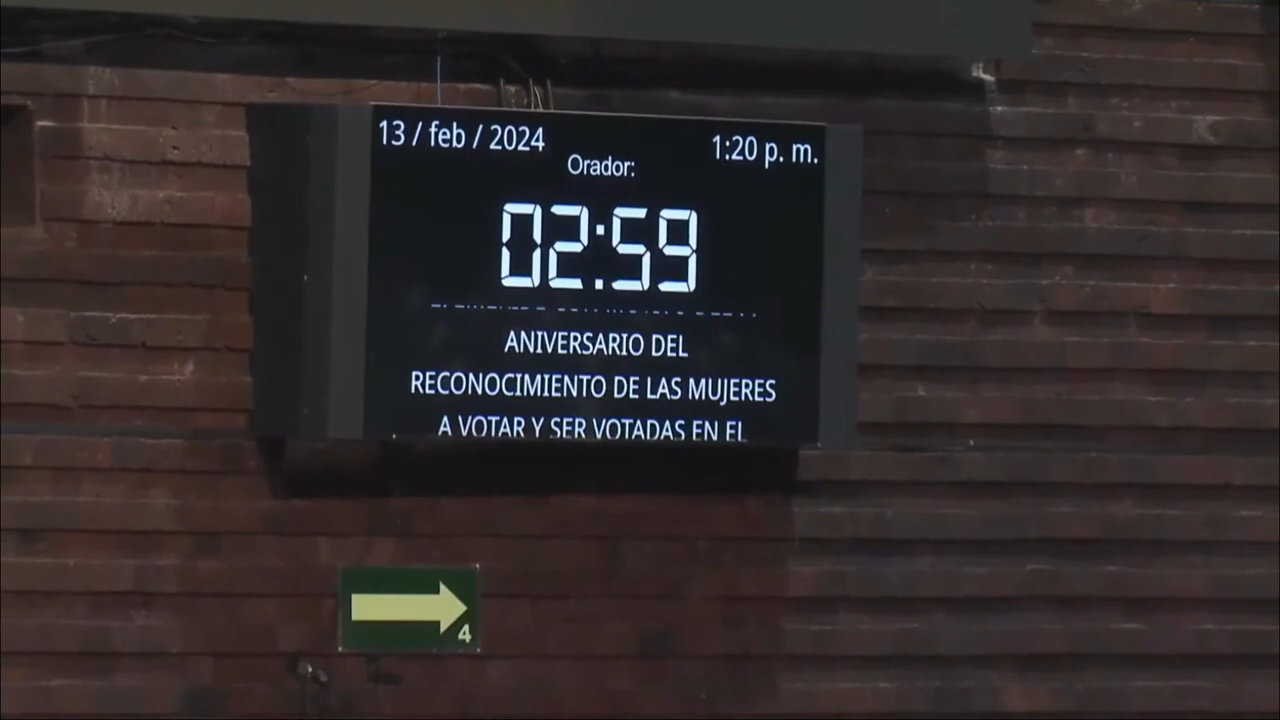 13 / feb / 2024
1:20 p. m.
Orador:
02:59
ANIVERSARIO DEL
RECONOCIMIENTO DE LAS MUJERES
A VOTAR Y SER VOTADAS EN EL
4